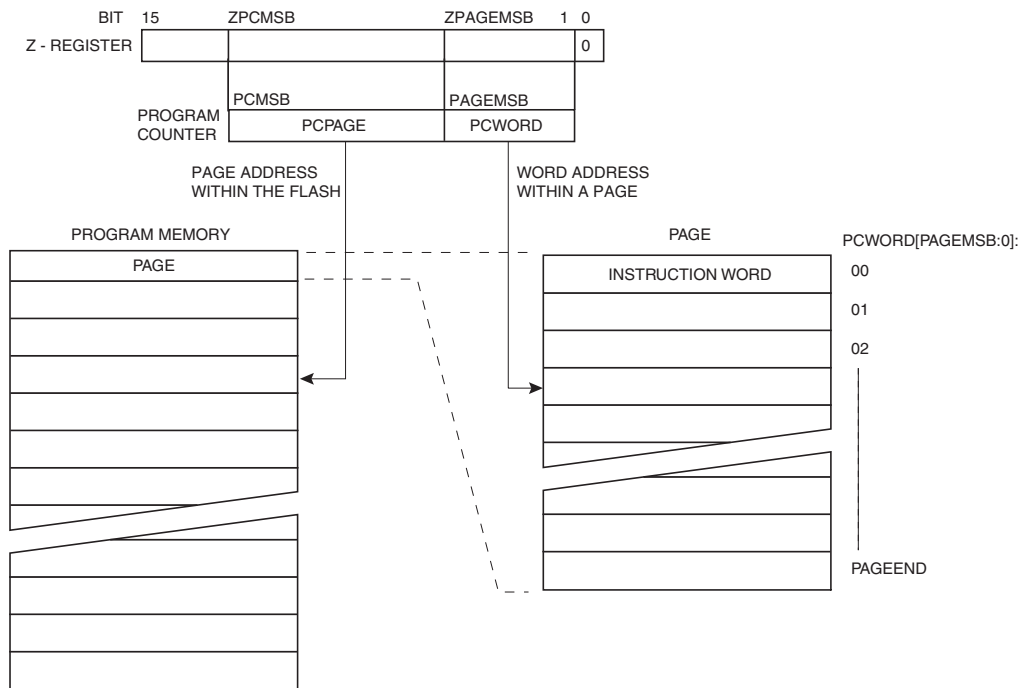 BIT 15 ZPCMSB ZPAGEMSB 1 0
Z - REGISTER 0
PCMSB PAGEMSB
PROGRAM
COUNTER
PCPAGE PCWORD
PAGE ADDRESS
WITHIN THE FLASH
WORD ADDRESS
WITHIN A PAGE
PROGRAM MEMORY
PAGE
PAGE
PCWORD[PAGEMSB:0]:
INSTRUCTION WORD
00
01
02
PAGEEND